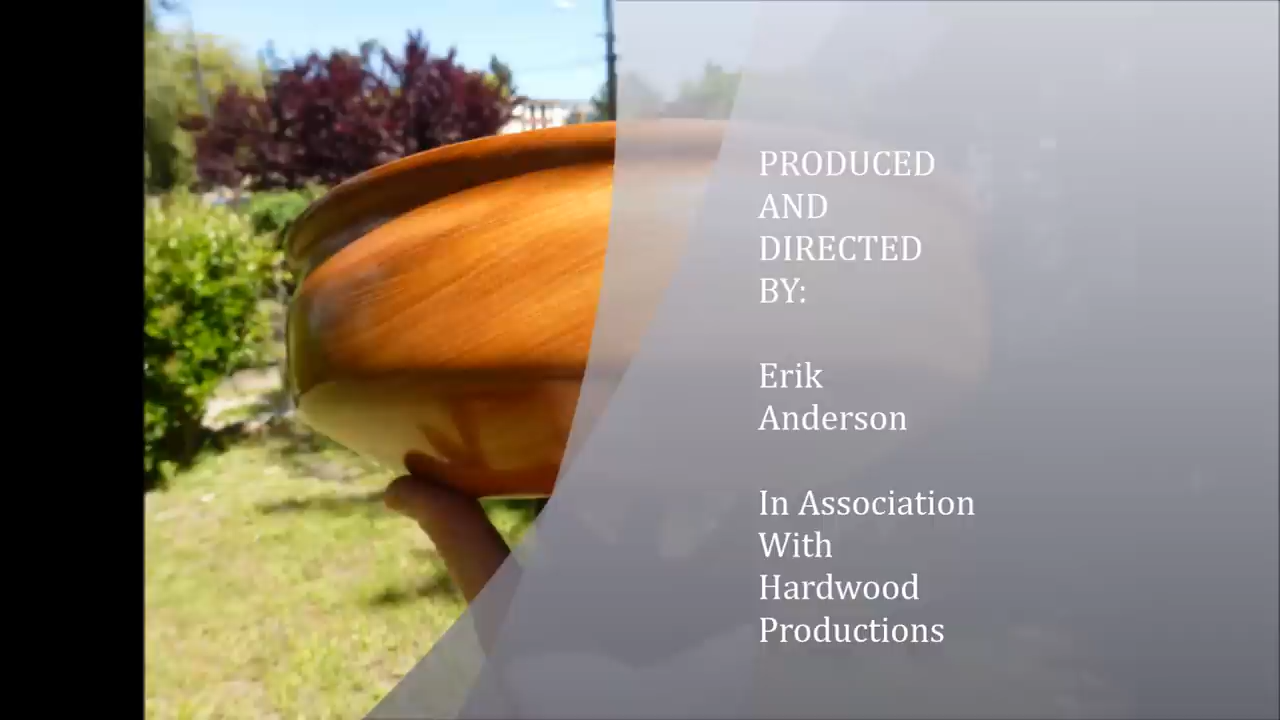 PRODUCED
AND
DIRECTED
BY:
Erik
Anderson
In Association
With
Hardwood
Productions